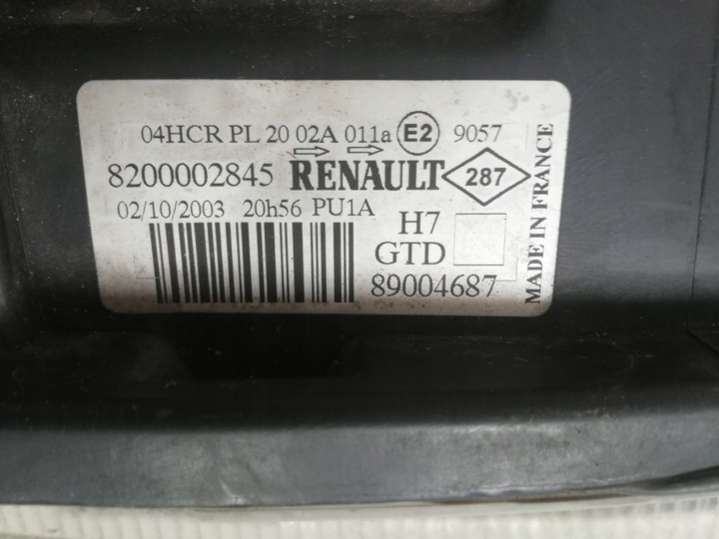 04HCR PL 20 02A 011a E2 9057
8200002845 RENAULT 287
02/10/2003 20h56 PU1A H7
GTD
89004687
MADE IN FRANCE